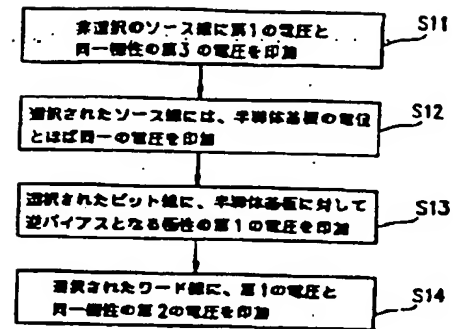 非選択のソース線に第1の電圧と
同一極性の第3の電圧を印加
S11
選択されたソース線には、半導体基板の電位
とほぼ同一の電圧を印加
S12
選択されたビット線に、半導体基板に対して
逆バイアスとなる極性の第1の電圧を印加
S13
選択されたワード線に、第1の電圧と
同一極性の第2の電圧を印加
S14